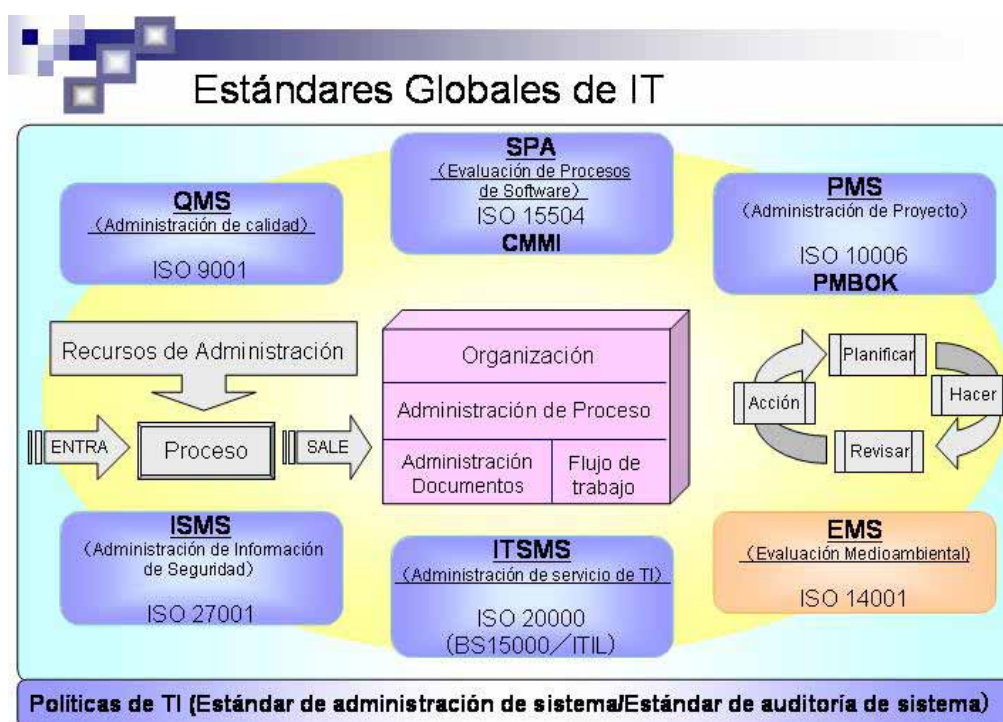 Estándares Globales de IT
SPA
（Evaluación de Procesos
de Software）
ISO 15504
CMMI
QMS
（Administración de calidad）
ISO 9001
PMS
（Administración de Proyecto）
ISO 10006
PMBOK
Recursos de Administración
ENTRA
Proceso
SALE
Organización
Administración de Proceso
Administración
Documentos
Flujo de
trabajo
Planificar
Hacer
Acción
Revisar
ISMS
（Administración de Información
de Seguridad）
ISO 27001
ITSMS
（Administración de servicio de TI）
ISO 20000
(BS15000／ITIL)
EMS
（Evaluación Medioambiental)
ISO 14001
Políticas de TI (Estándar de administración de sistema/Estándar de auditoría de sistema)